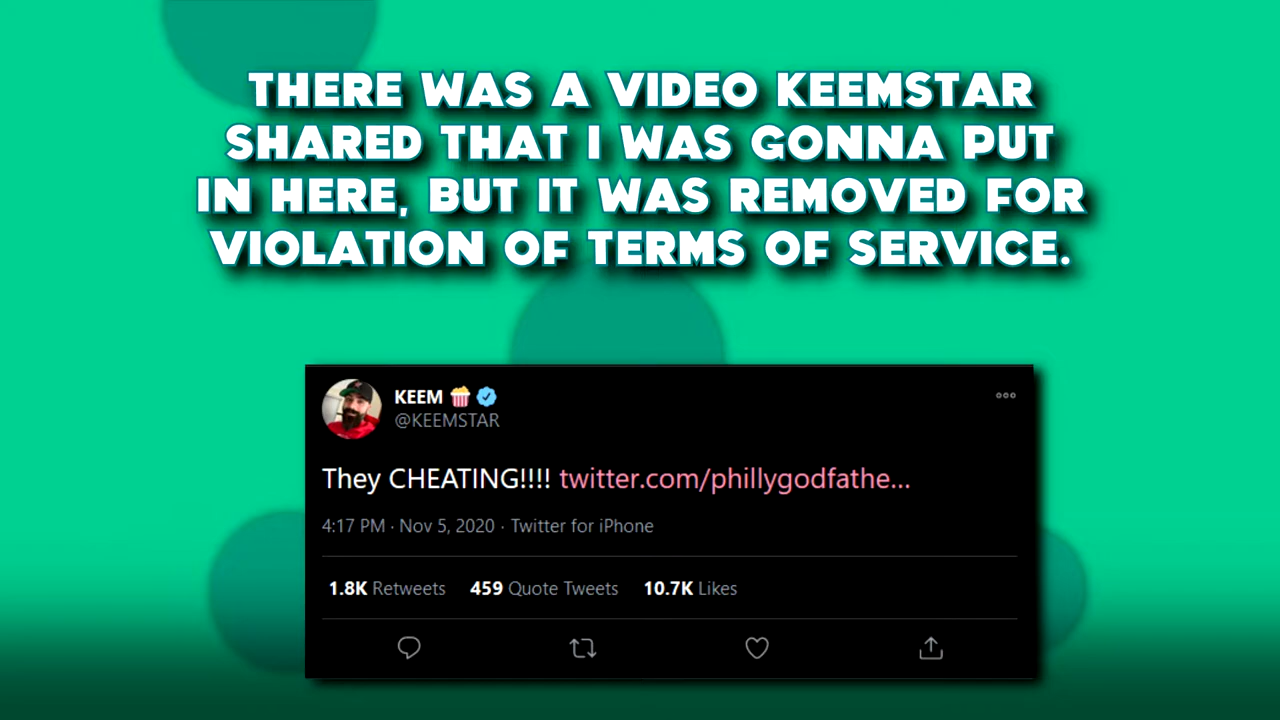 THERE WAS A VIDEO KEEMSTAR
SHARED THAT I WAS GONNA PUT
IN HERE, BUT IT WAS REMOVED FOR
VIOLATION OF TERMS OF SERVICE.
KEEM
@KEEMSTAR
They CHEATING!!!! twitter.com/phillygodfathe...
4:17 PM · Nov 5, 2020 · Twitter for iPhone
1.8K Retweets 459 Quote Tweets 10.7K Likes